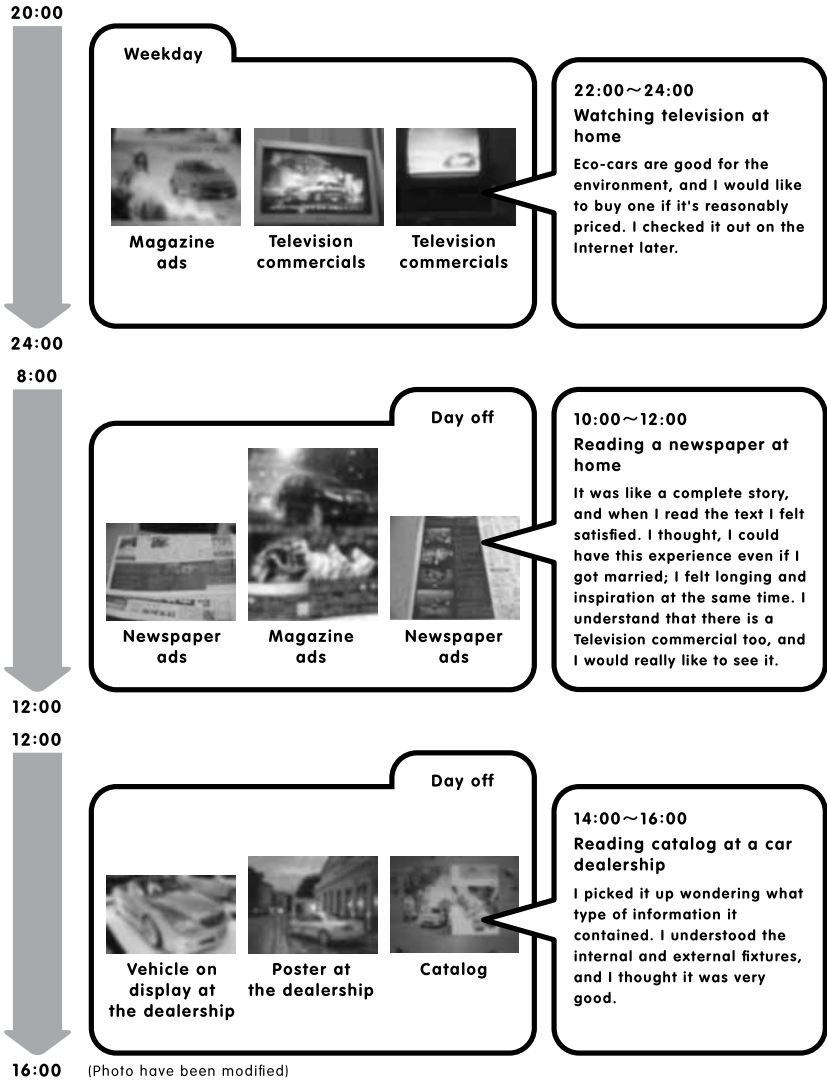 20:00
Weekday
Magazine
ads
Television
commercials
Television
commercials
22:00～24:00
Watching television at
home
Eco-cars are good for the
environment, and I would like
to buy one if it's reasonably
priced. I checked it out on the
Internet later.
24:00
8:00
Day off
Newspaper
ads
Magazine
ads
Newspaper
ads
10:00～12:00
Reading a newspaper at
home
It was like a complete story,
and when I read the text I felt
satisfied. I thought, I could
have this experience even if I
got married; I felt longing and
inspiration at the same time. I
understand that there is a
Television commercial too, and
I would really like to see it.
12:00
12:00
Day off
Vehicle on
display at
the dealership
Poster at
the dealership
Catalog
14:00～16:00
Reading catalog at a car
dealership
I picked it up wondering what
type of information it
contained. I understood the
internal and external fixtures,
and I thought it was very
good.
16:00
(Photo have been modified)